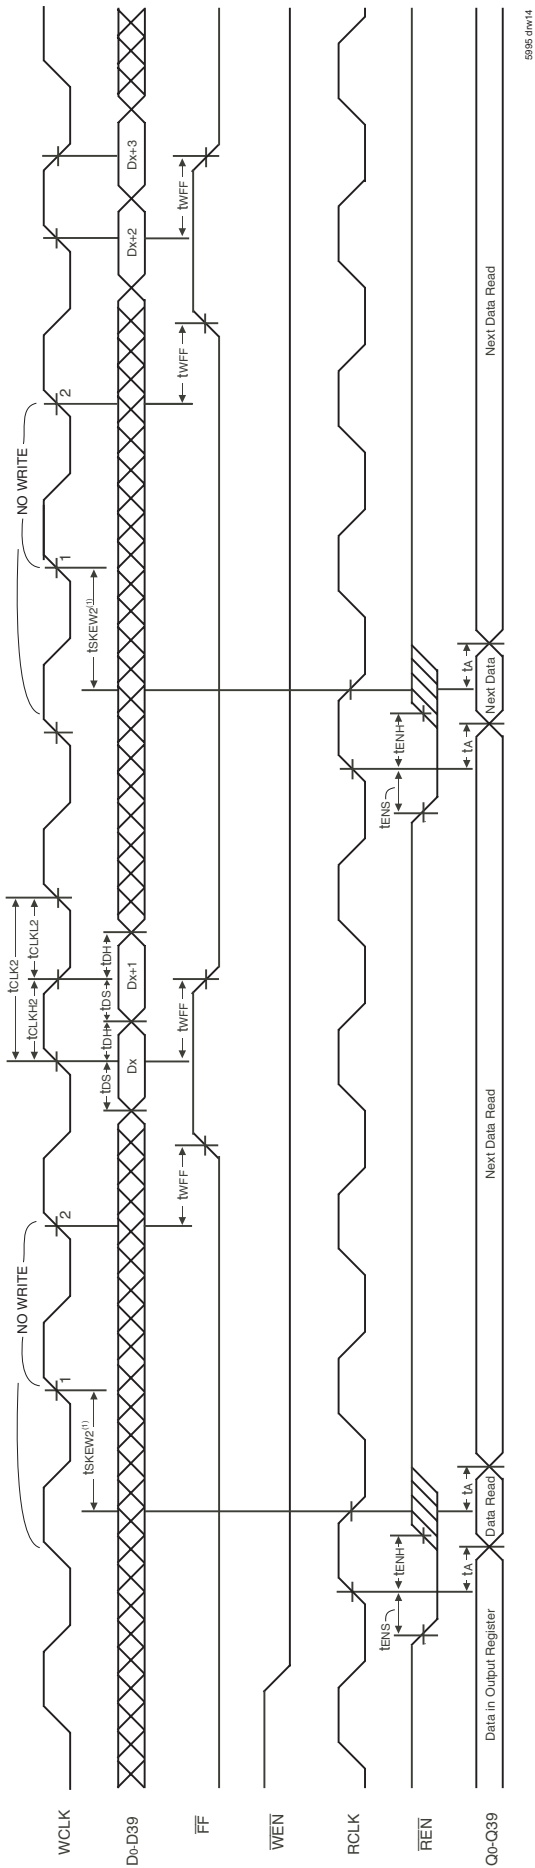 WCLK
NO WRITE
1
2
tCLK2
tCLKH2
tCLKL2
NO WRITE
1
2
tSKEW2(1)
tSKEW2(1)
D0-D39
tDS
tDH
tDS
tDH
Dx
Dx+1
Dx+2
Dx+3
FF
tWFF
tWFF
tWFF
tWFF
WEN
RCLK
REN
tENS
tENH
tENS
tENH
tA
tA
tA
tA
Q0-Q39
Data in Output Register
Data Read
Next Data Read
Next Data
Next Data Read
5995 drw14